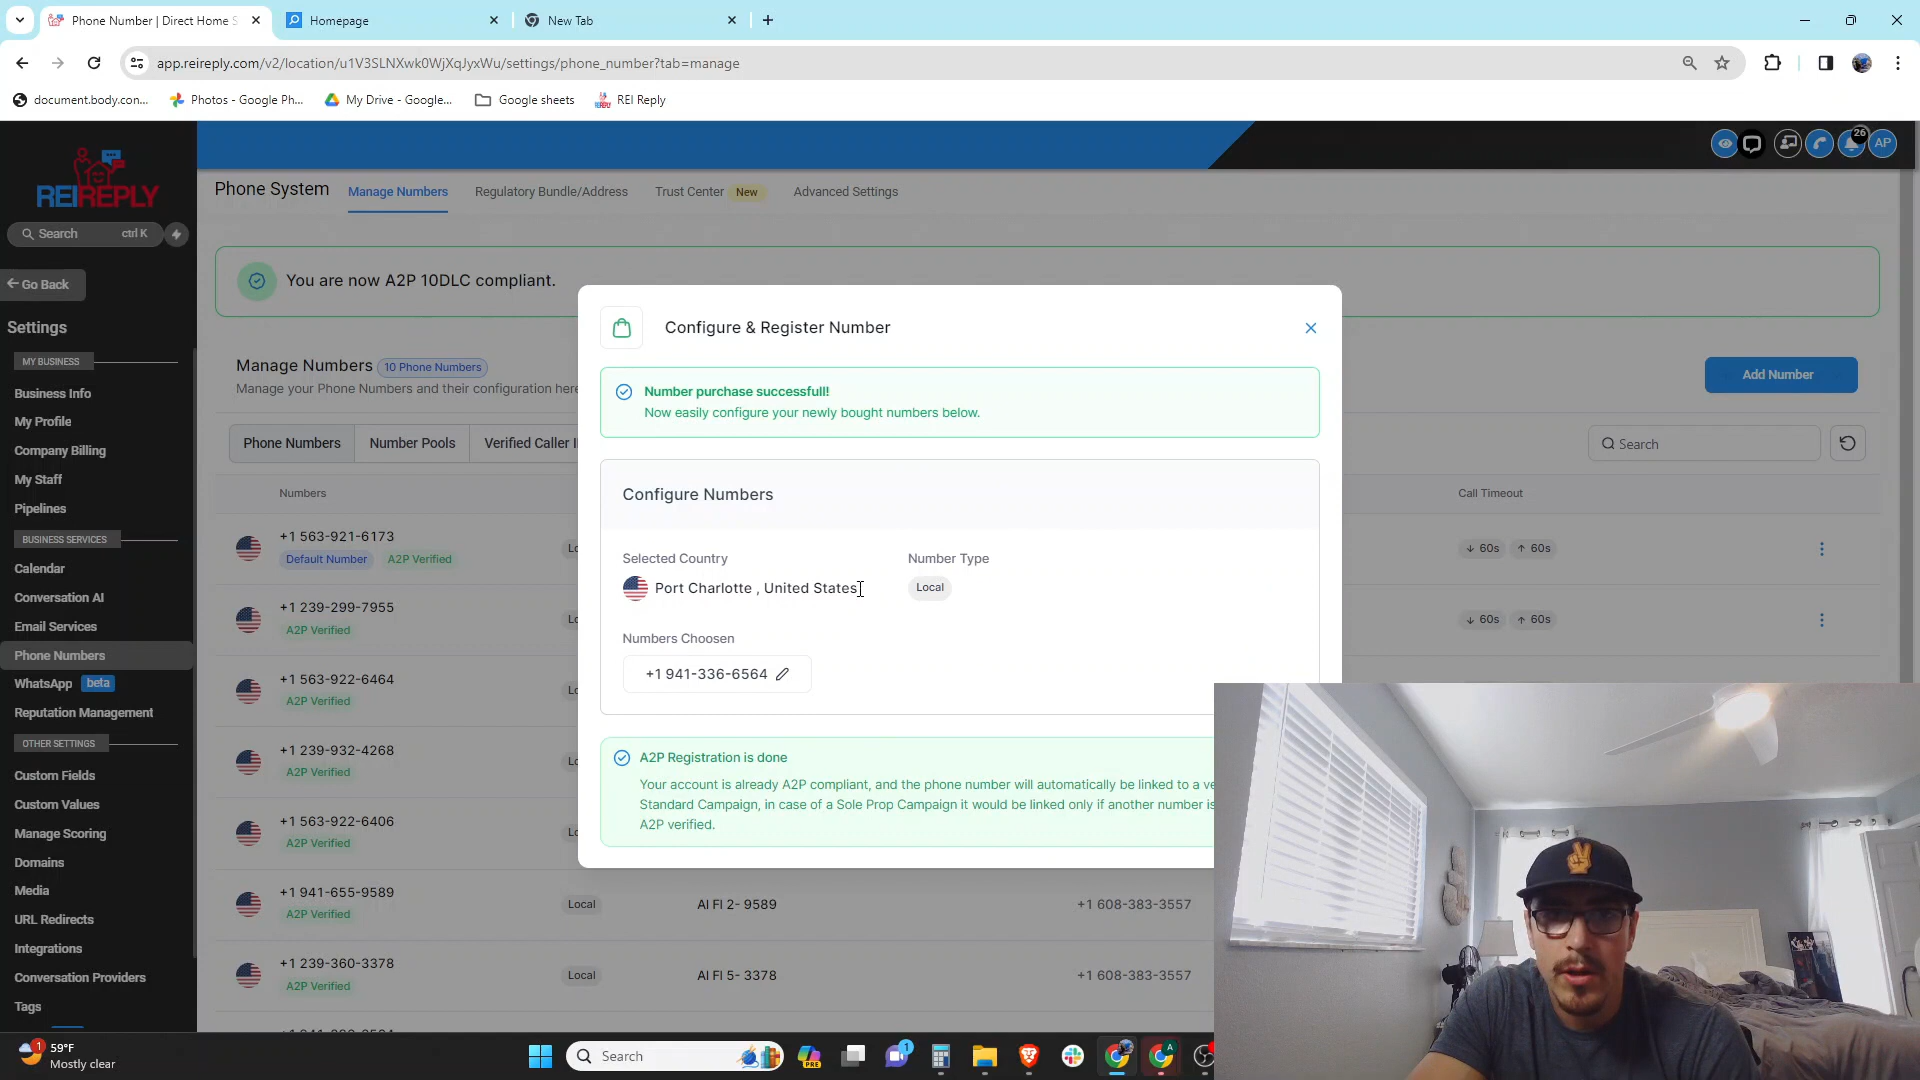 Phone Number | Direct Home S
Homepage
New Tab
app.reireply.com/v2/location/u1V3SLNXwk0WjXqJyxWu/settings/phone_number?tab=manage
document.body.con...
Photos - Google Ph...
My Drive - Google...
Google sheets
REI Reply
26
AP
REIREPLY
Search
ctrl K
Phone System
Manage Numbers
Regulatory Bundle/Address
Trust Center
New
Advanced Settings
You are now A2P 10DLC compliant.
Go Back
Settings
MY BUSINESS
Business Info
My Profile
Company Billing
My Staff
Pipelines
BUSINESS SERVICES
Calendar
Conversation AI
Email Services
Phone Numbers
WhatsApp
beta
Reputation Management
OTHER SETTINGS
Custom Fields
Custom Values
Manage Scoring
Domains
Media
URL Redirects
Integrations
Conversation Providers
Tags
Manage Numbers
10 Phone Numbers
Manage your Phone Numbers and their configuration here
Add Number
Phone Numbers
Number Pools
Verified Caller I
Search
Numbers
Call Timeout
+1 563-921-6173
Default Number
A2P Verified
Lo
60s
60s
+1 239-299-7955
A2P Verified
Lo
60s
60s
+1 563-922-6464
A2P Verified
Lo
+1 239-932-4268
A2P Verified
Lo
+1 563-922-6406
A2P Verified
Lo
+1 941-655-9589
A2P Verified
Local
AI Fl 2- 9589
+1 608-383-3557
+1 239-360-3378
A2P Verified
Local
AI Fl 5- 3378
+1 608-383-3557
Configure & Register Number
Number purchase successfull!
Now easily configure your newly bought numbers below.
Configure Numbers
Selected Country
Number Type
Port Charlotte , United States
Local
Numbers Choosen
+1 941-336-6564
A2P Registration is done
Your account is already A2P compliant, and the phone number will automatically be linked to a ve
Standard Campaign, in case of a Sole Prop Campaign it would be linked only if another number is
A2P verified.
1
59°F
Mostly clear
Search
PRE
1
A